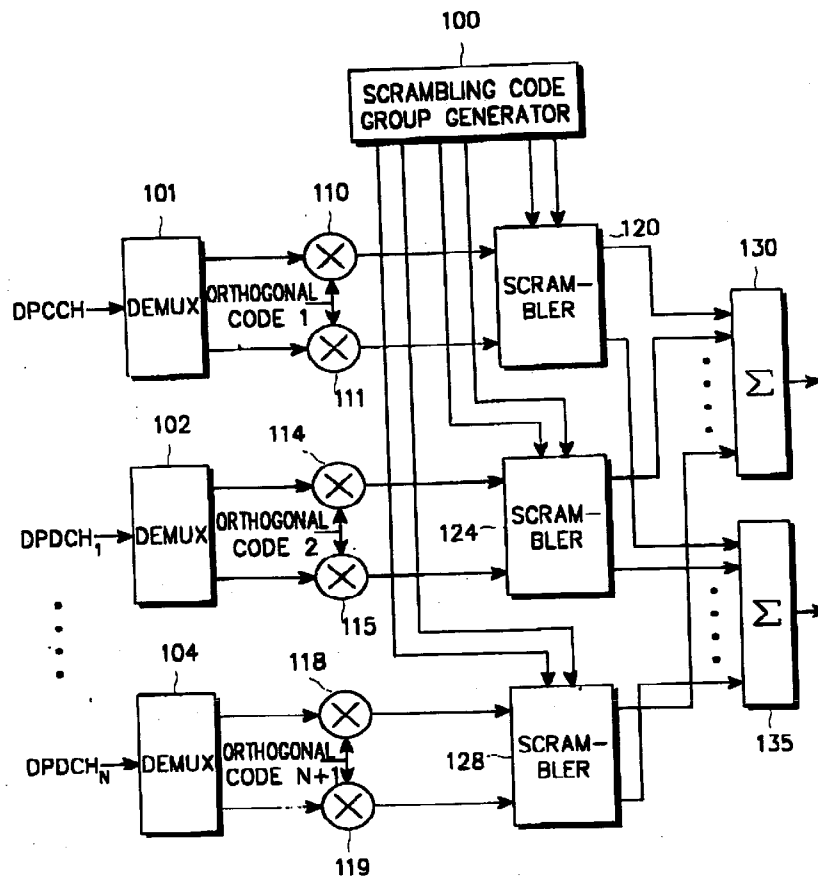 100
SCRAMBLING CODE
GROUP GENERATOR
101
110
120
130
DPCCH
DEMUX
ORTHOGONAL
CODE 1
SCRAM-
BLER
Σ
111
102
114
DPDCH1
DEMUX
ORTHOGONAL
CODE 2
124
SCRAM-
BLER
Σ
115
104
118
135
DPDCHN
DEMUX
ORTHOGONAL
CODE N+1
128
SCRAM-
BLER
119